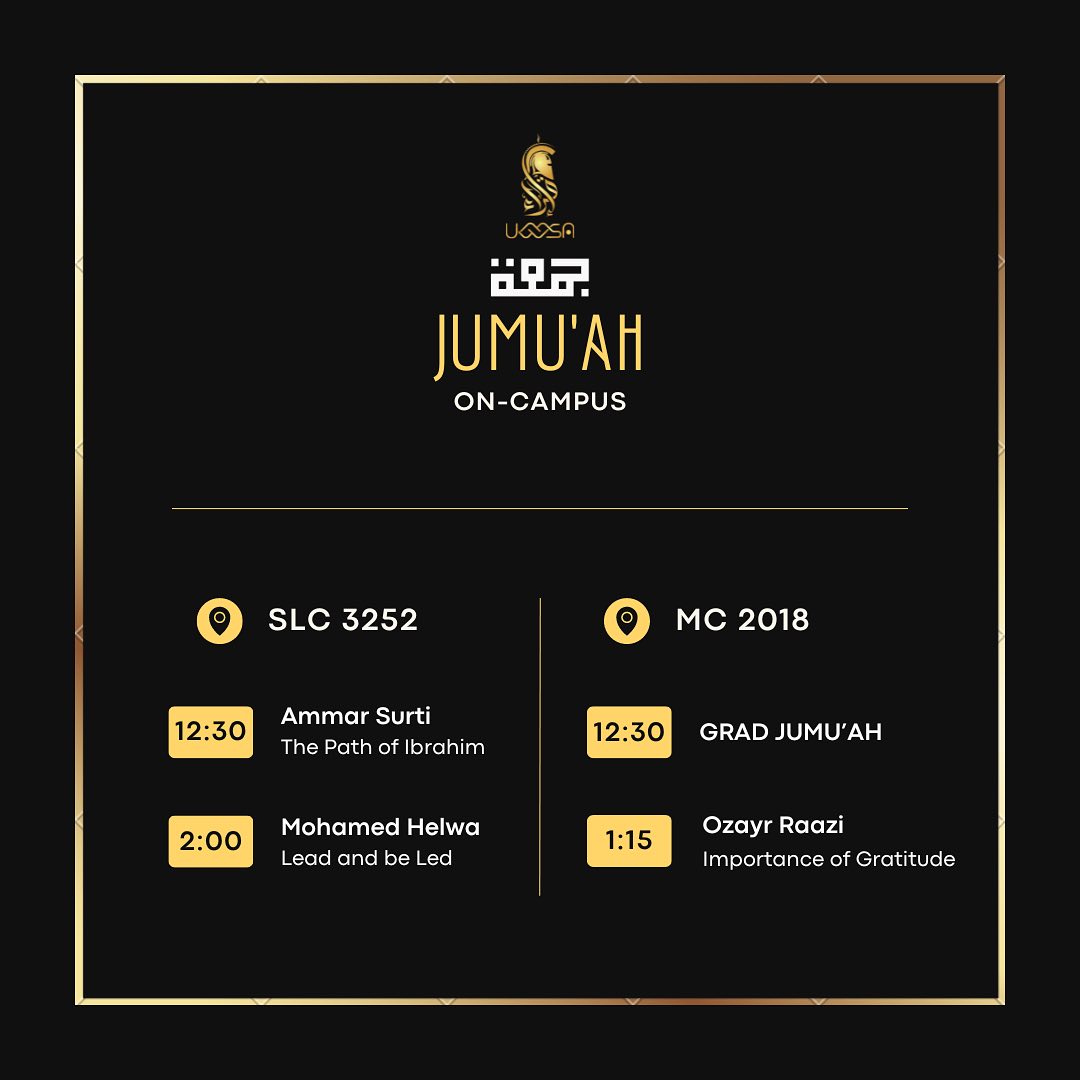 UWMSA
جمعة
JUMU'AH
ON-CAMPUS
SLC 3252
12:30
Ammar Surti
The Path of Ibrahim
2:00
Mohamed Helwa
Lead and be Led
MC 2018
12:30
GRAD JUMU’AH
1:15
Ozayr Raazi
Importance of Gratitude